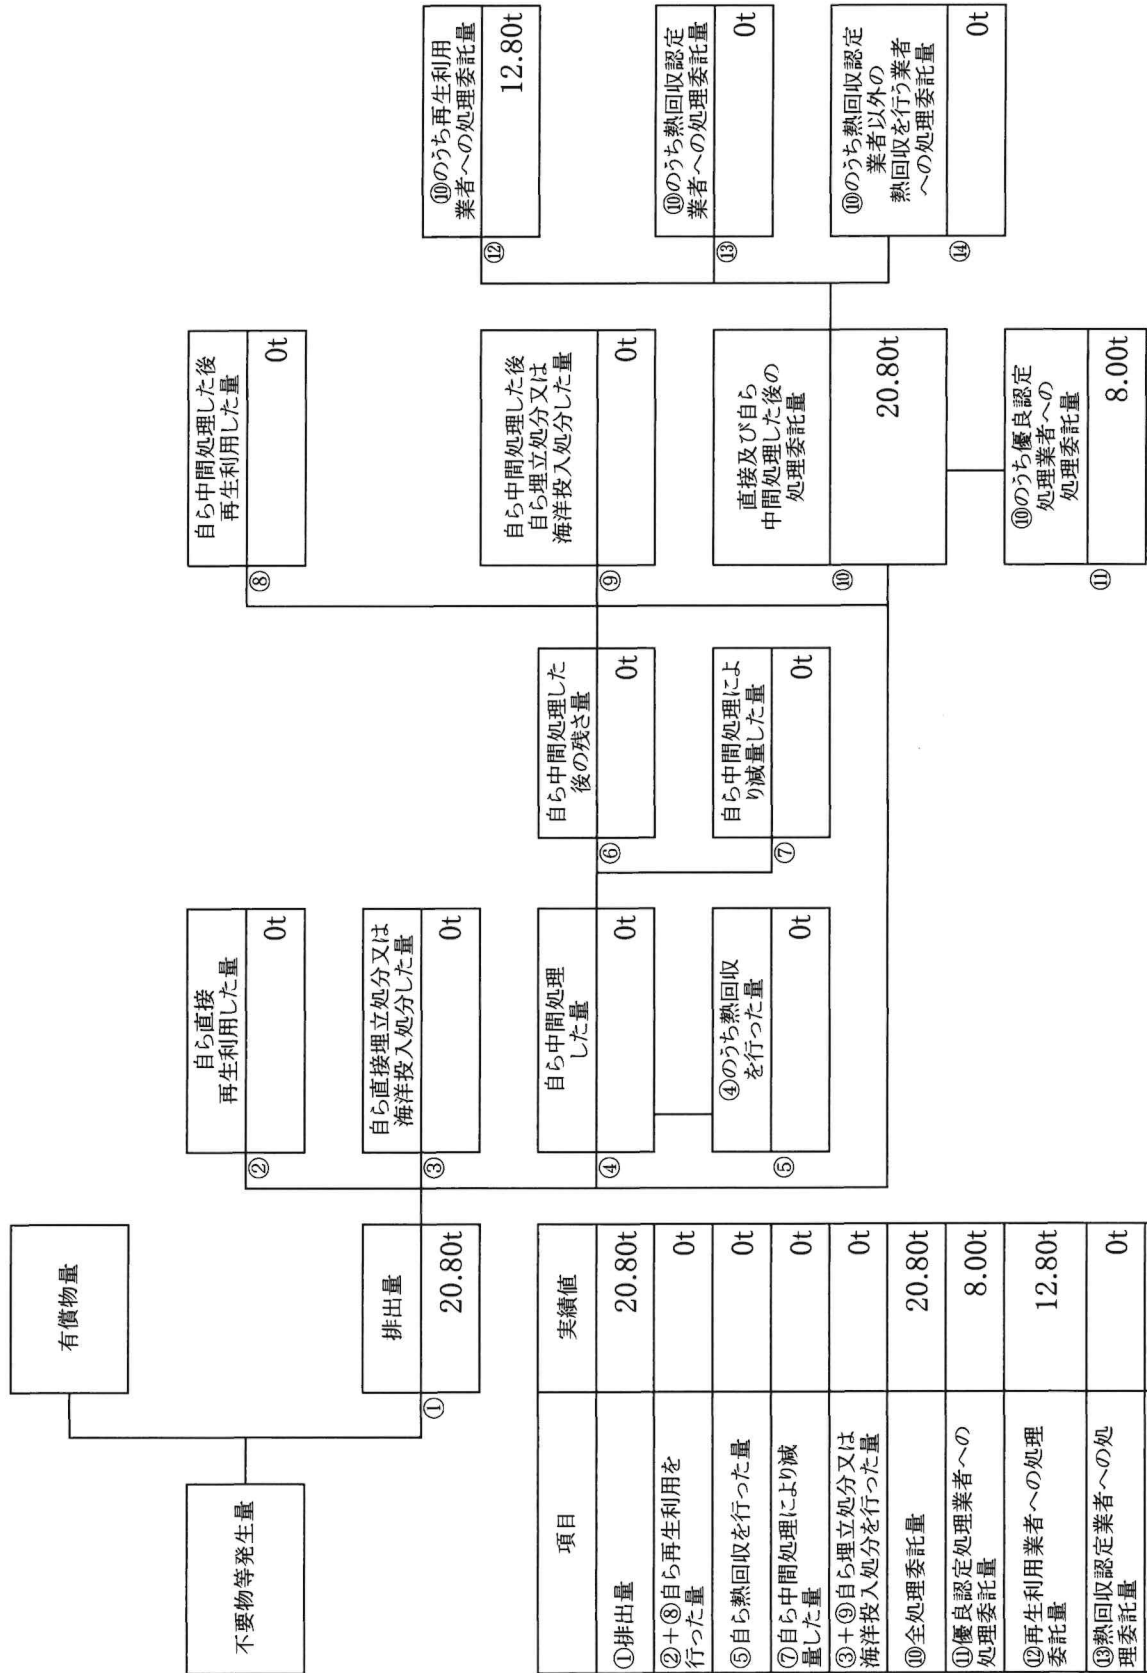 有償物量
不要物等発生量
排出量
①
20.80t
自ら直接
再生利用した量
②
0t
自ら直接埋立処分又は
海洋投入処分した量
③
0t
自ら中間処理
した量
④
0t
④のうち熱回収
を行った量
⑤
0t
自ら中間処理した
後の残さ量
⑥
0t
自ら中間処理によ
り減量した量
⑦
0t
自ら中間処理した後
再生利用した量
⑧
0t
自ら中間処理した後
自ら埋立処分又は
海洋投入処分した量
⑨
0t
直接及び自ら
中間処理した後の
処理委託量
⑩
20.80t
⑩のうち優良認定
処理業者への
処理委託量
⑪
8.00t
⑩のうち再生利用
業者への処理委託量
⑫
12.80t
⑩のうち熱回収認定
業者への処理委託量
⑬
0t
⑩のうち熱回収認定
業者以外の
熱回収を行う業者
への処理委託量
⑭
0t
項目 実績値
①排出量 20.80t
②+⑧自ら再生利用を
行った量 0t
⑤自ら熱回収を行った量 0t
⑦自ら中間処理により減
量した量 0t
③+⑨自ら埋立処分又は
海洋投入処分を行った量 0t
⑩全処理委託量 20.80t
⑪優良認定処理業者への
処理委託量 8.00t
⑫再生利用業者への処理
委託量 12.80t
⑬熱回収認定業者への処
理委託量 0t